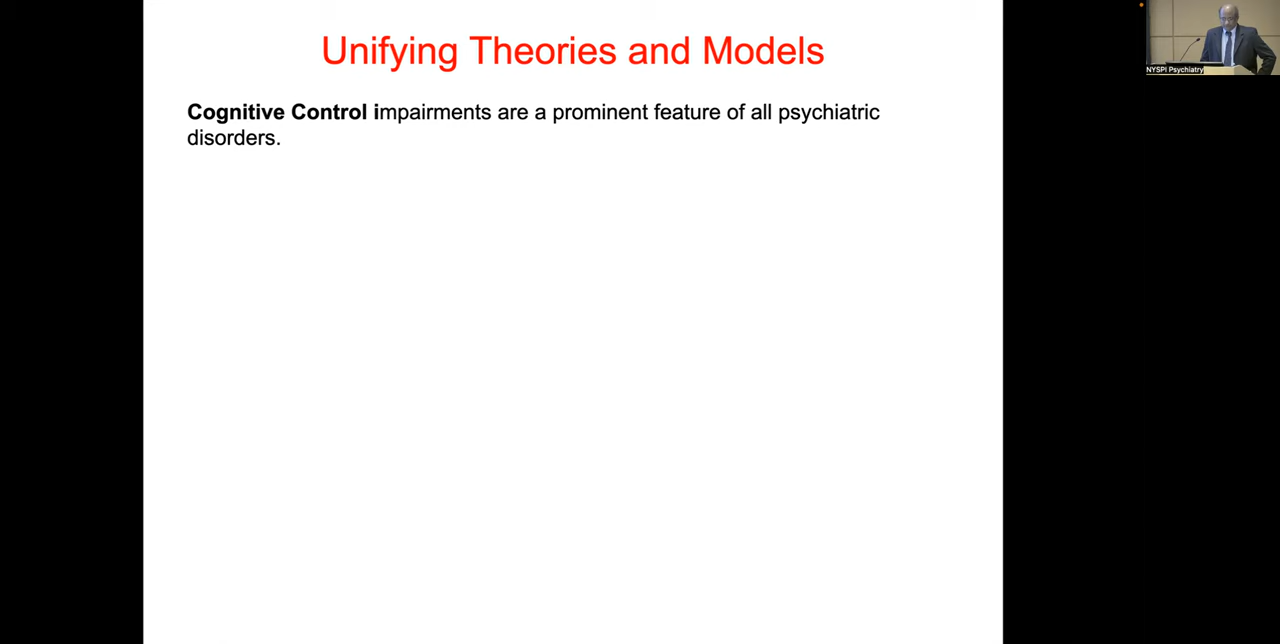 Unifying Theories and Models
Cognitive Control impairments are a prominent feature of all psychiatric
disorders.
NYSPI Psychiatry